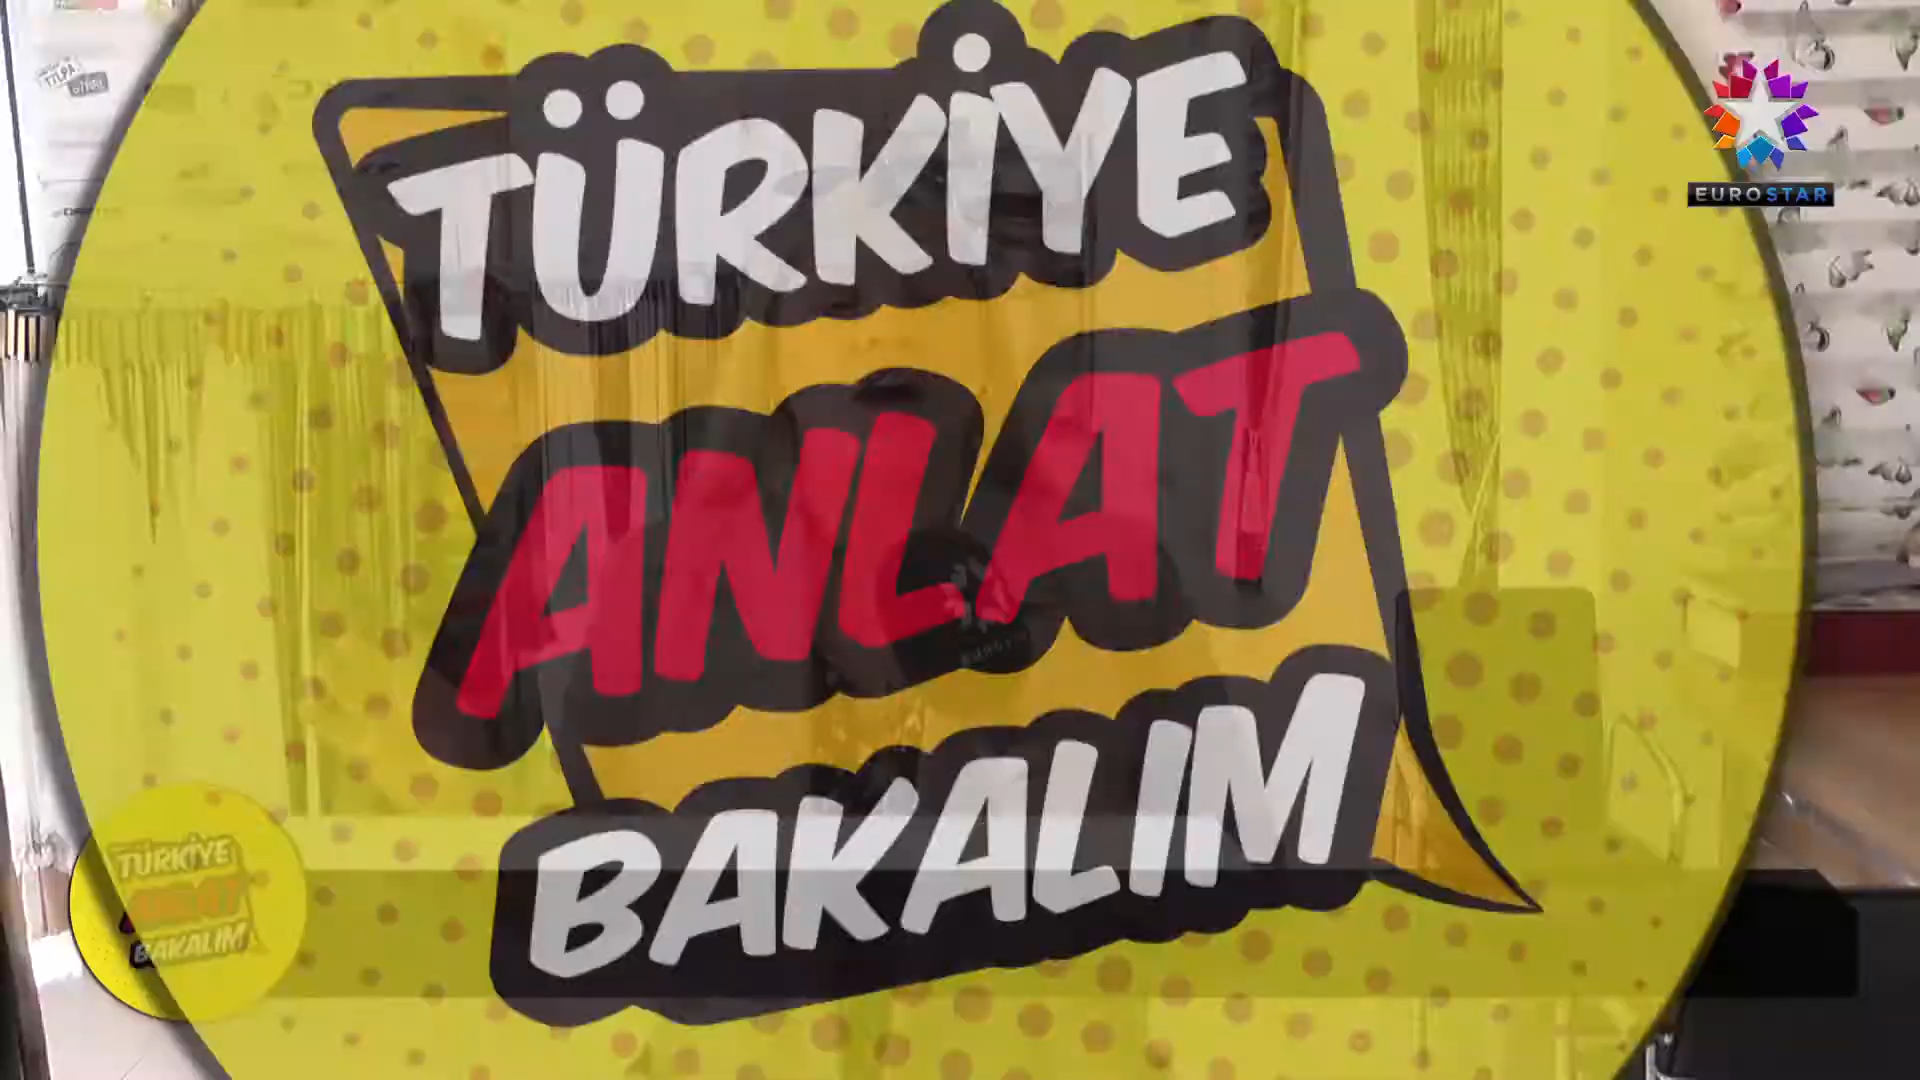 TÜRKİYE
ANLAT
BAKALIM
EUROSTAR
TÜRKİYE
ANLAT
BAKALIM